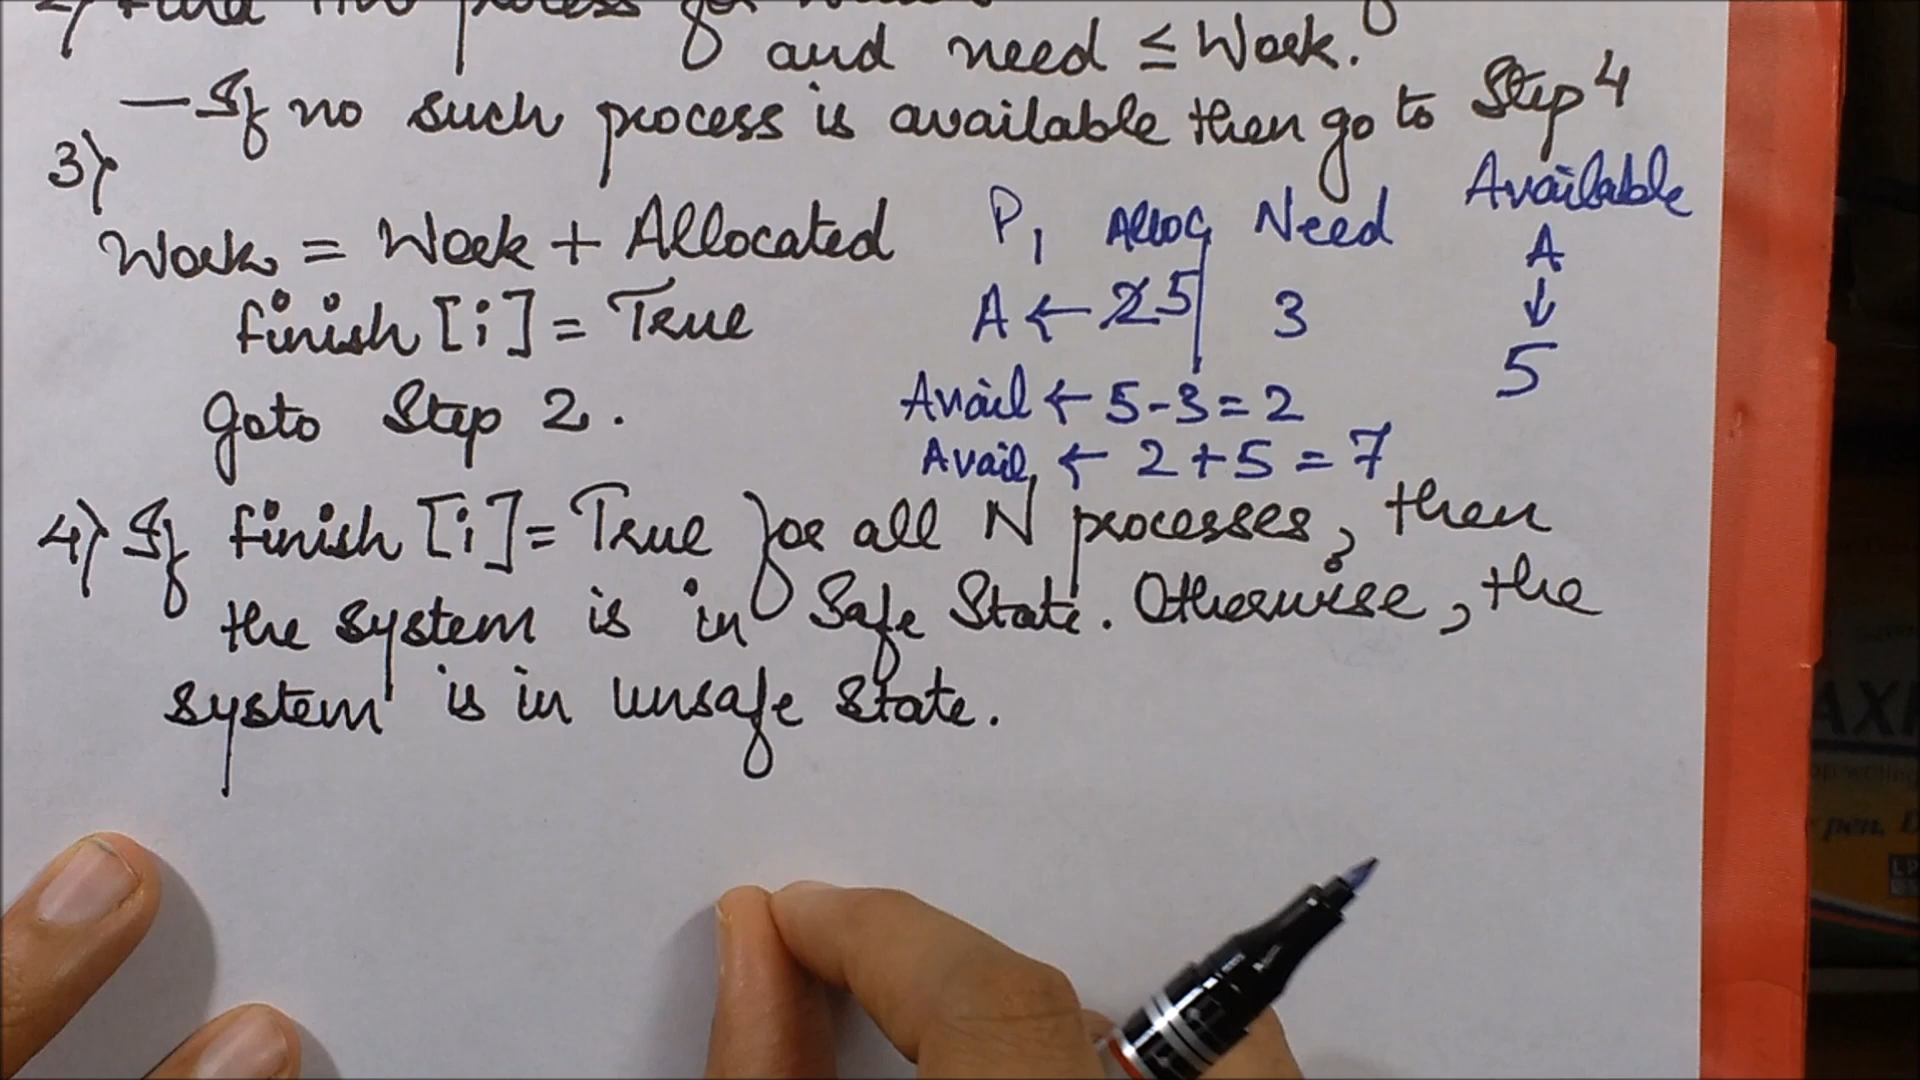 2) Find
and need ≤ Work.
— If no such process is available then go to Step 4
3)
Work = Work + Allocated
finish [i] = True
Goto Step 2.
P1 Alloc Need
A ← 2 5 3
Available
A
↓
5
Avail ← 5-3=2
Avail ← 2+5=7
4) If finish [i] = True for all N processes, then
the system is in Safe State. Otherwise, the
system is in unsafe state.
pen.